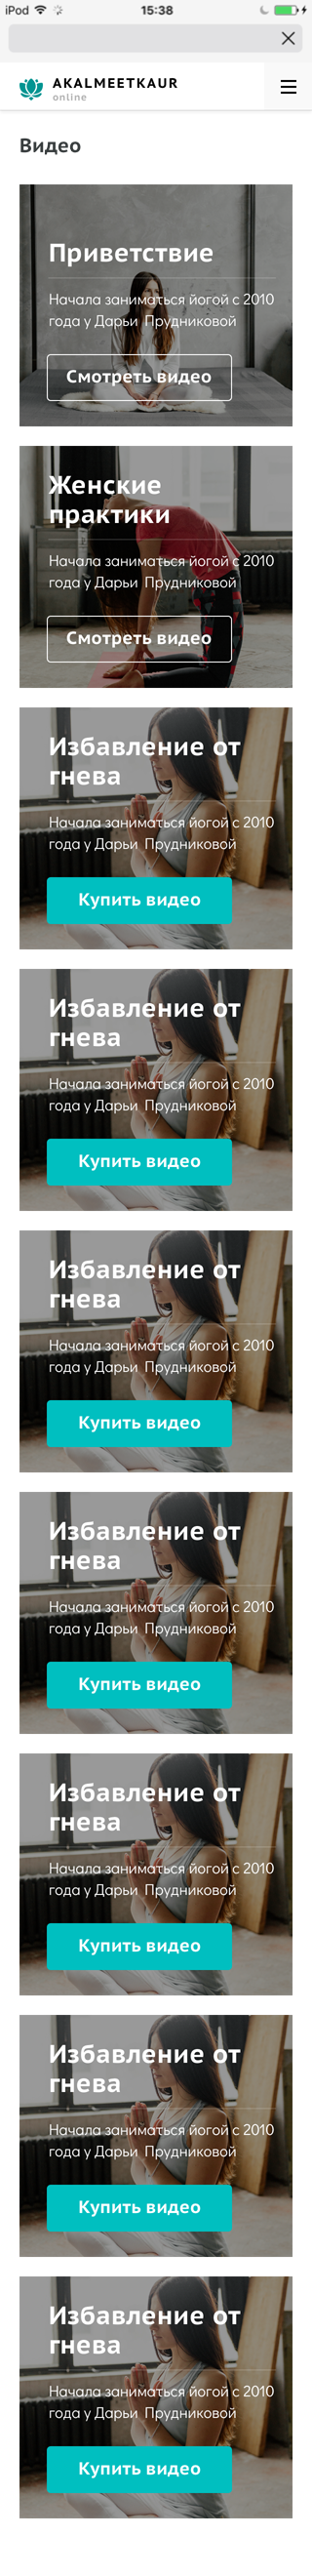 iPod 15:38
AKALMEETKAUR
online
Видео
Приветствие
Начала заниматься йогой с 2010
года у Дарьи Прудниковой
Смотреть видео
Женские
практики
Начала заниматься йогой с 2010
года у Дарьи Прудниковой
Смотреть видео
Избавление от
гнева
Начала заниматься йогой с 2010
года у Дарьи Прудниковой
Купить видео
Избавление от
гнева
Начала заниматься йогой с 2010
года у Дарьи Прудниковой
Купить видео
Избавление от
гнева
Начала заниматься йогой с 2010
года у Дарьи Прудниковой
Купить видео
Избавление от
гнева
Начала заниматься йогой с 2010
года у Дарьи Прудниковой
Купить видео
Избавление от
гнева
Начала заниматься йогой с 2010
года у Дарьи Прудниковой
Купить видео
Избавление от
гнева
Начала заниматься йогой с 2010
года у Дарьи Прудниковой
Купить видео
Избавление от
гнева
Начала заниматься йогой с 2010
года у Дарьи Прудниковой
Купить видео